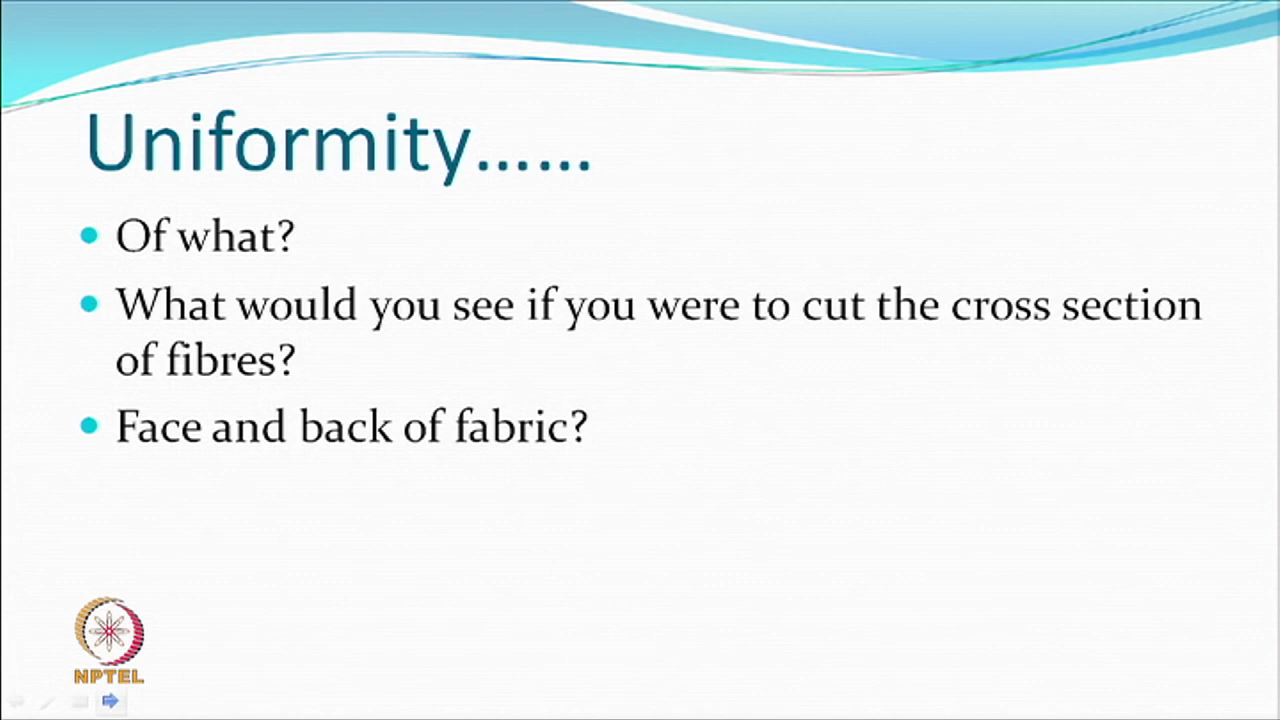 Uniformity......
Of what?
What would you see if you were to cut the cross section
of fibres?
Face and back of fabric?
NPTEL